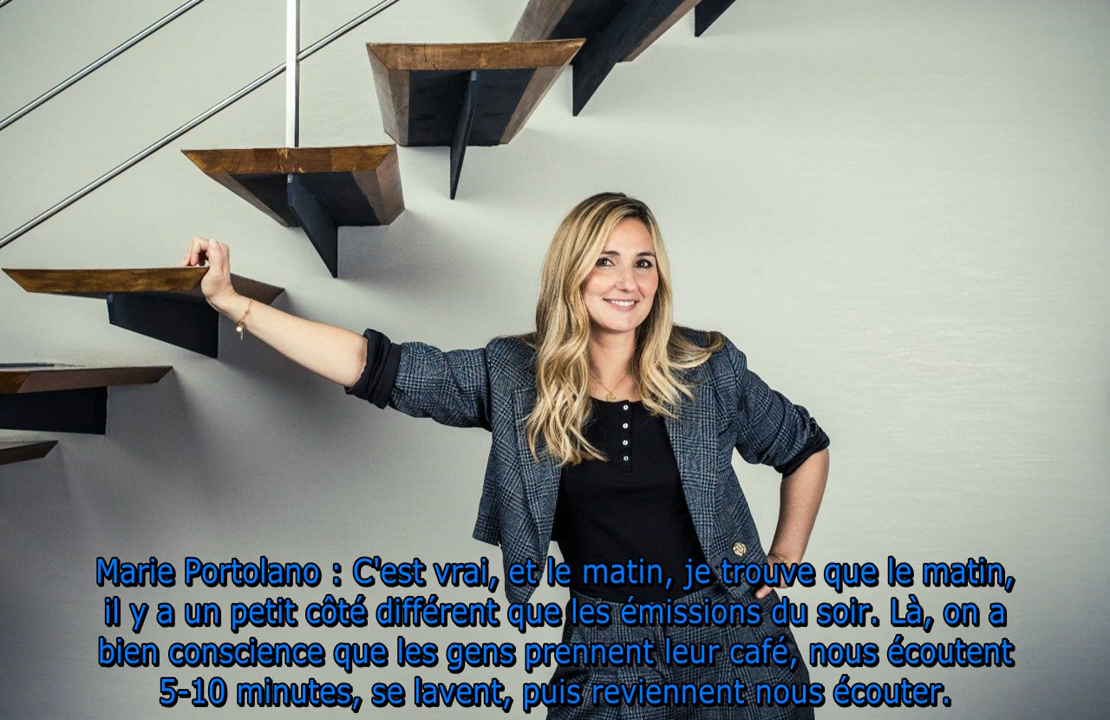 Marie Portolano : C'est vrai, et le matin, je trouve que le matin,
il y a un petit côté différent que les émissions du soir. Là, on a
bien conscience que les gens prennent leur café, nous écoutent
5-10 minutes, se lavent, puis reviennent nous écouter.